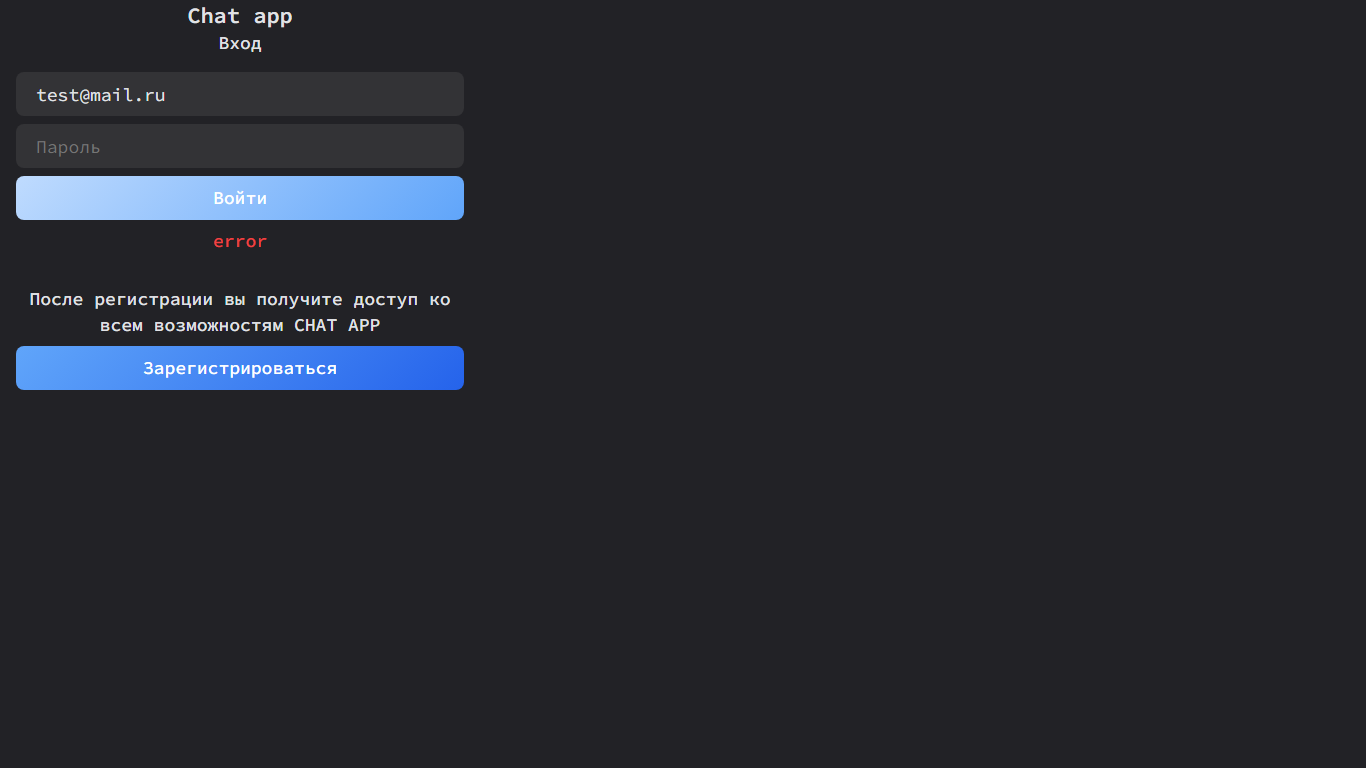 Chat app
Вход
test@mail.ru
Пароль
Войти
error
После регистрации вы получите доступ ко
всем возможностям CHAT APP
Зарегистрироваться